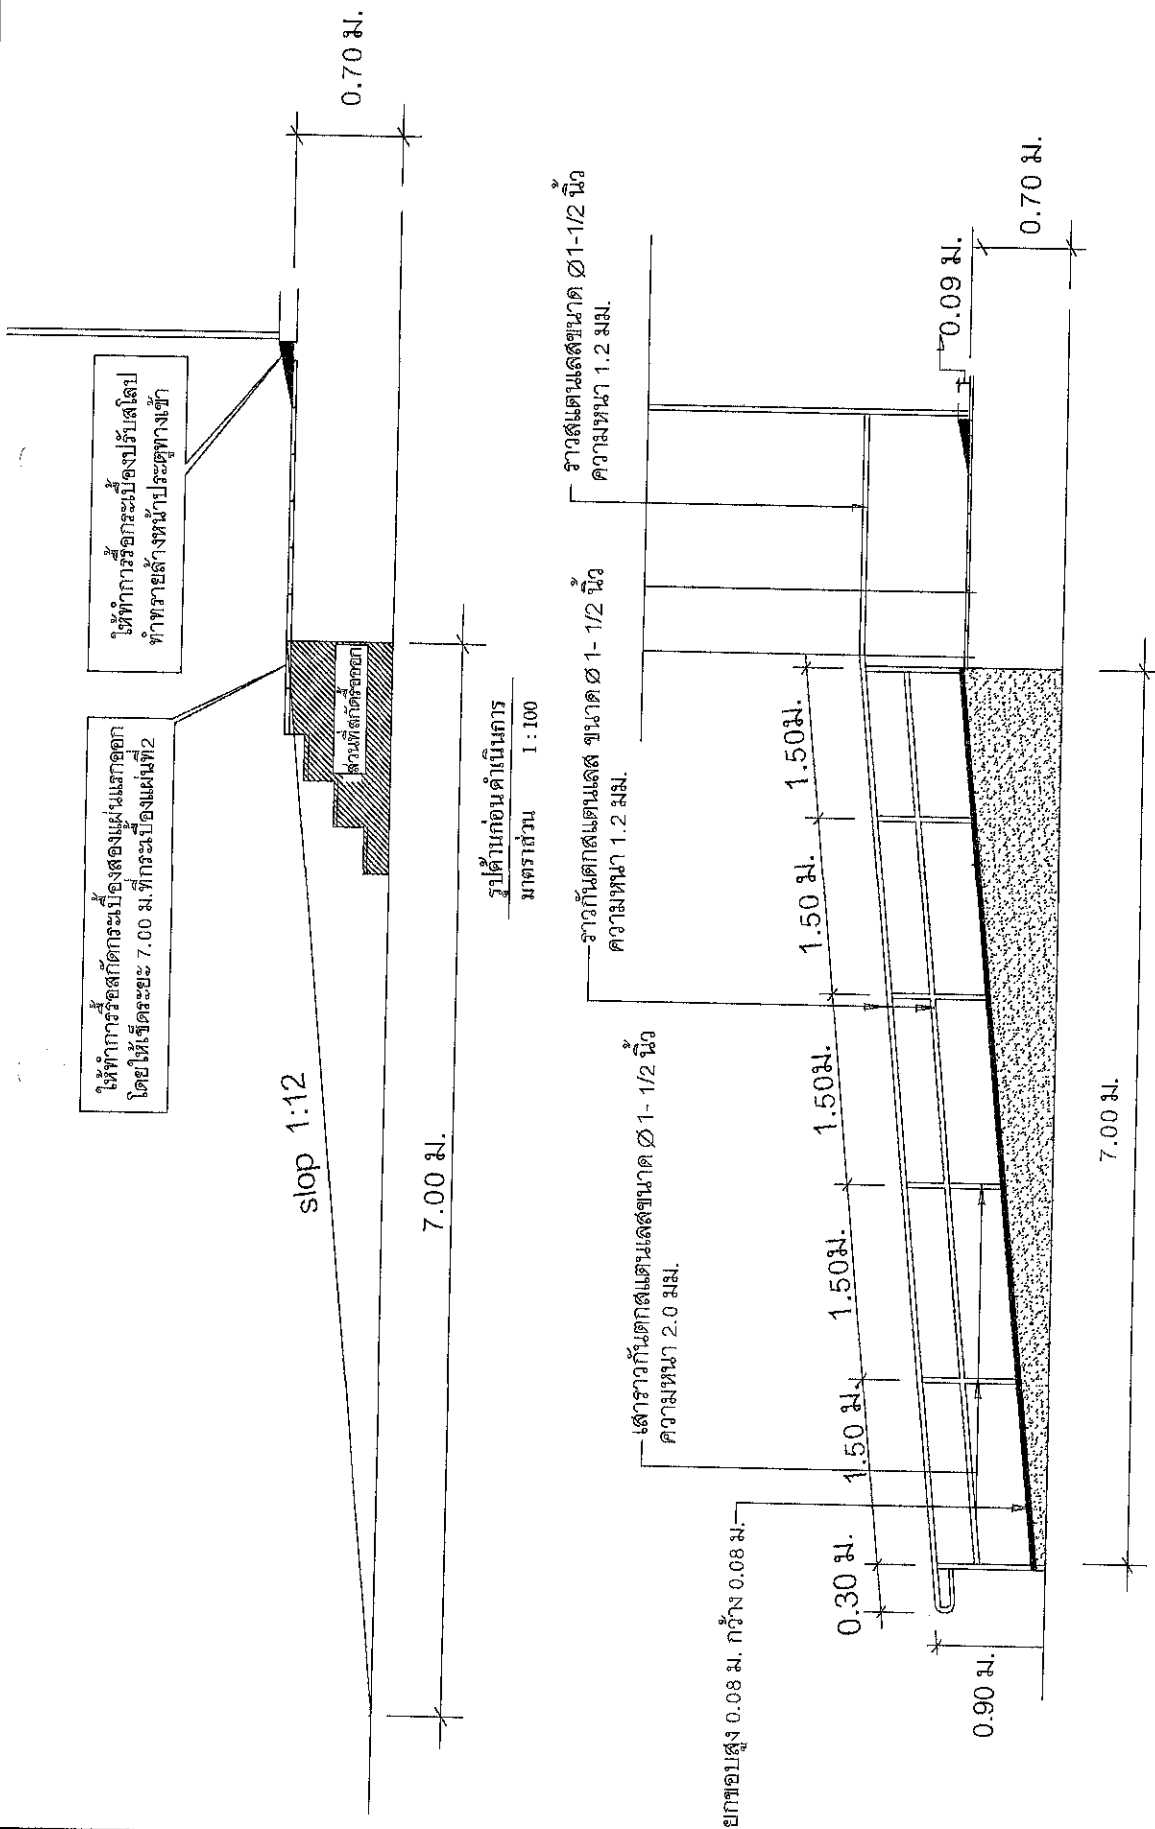 ให้ทำการรื้อสกัดกระเบื้องสองแผ่นแรกออก
โดยให้เช็ดระยะ 7.00 ม.ที่กระเบื้องแผ่นที่2
ให้ทำการรื้อกระเบื้องปรับสโลป
ทำทรายล้างหน้าประตูทางเข้า
slop 1:12
ส่วนที่สกัดรื้อออก
0.70 ม.
7.00 ม.
รูปด้านก่อนดำเนินการ
มาตราส่วน 1 : 100
ยกขอบสูง 0.08 ม. กว้าง 0.08 ม.
เสาราวกันตกสแตนเลสขนาด Ø 1- 1/2 นิ้ว
ความหนา 2.0 มม.
ราวกันตกสแตนเลส ขนาด Ø 1- 1/2 นิ้ว
ความหนา 1.2 มม.
ราวสแตนเลสขนาด Ø1-1/2 นิ้ว
ความหนา 1.2 มม.
0.30 ม.
1.50 ม.
1.50ม.
1.50ม.
1.50 ม.
1.50ม.
0.90 ม.
0.09 ม.
0.70 ม.
7.00 ม.